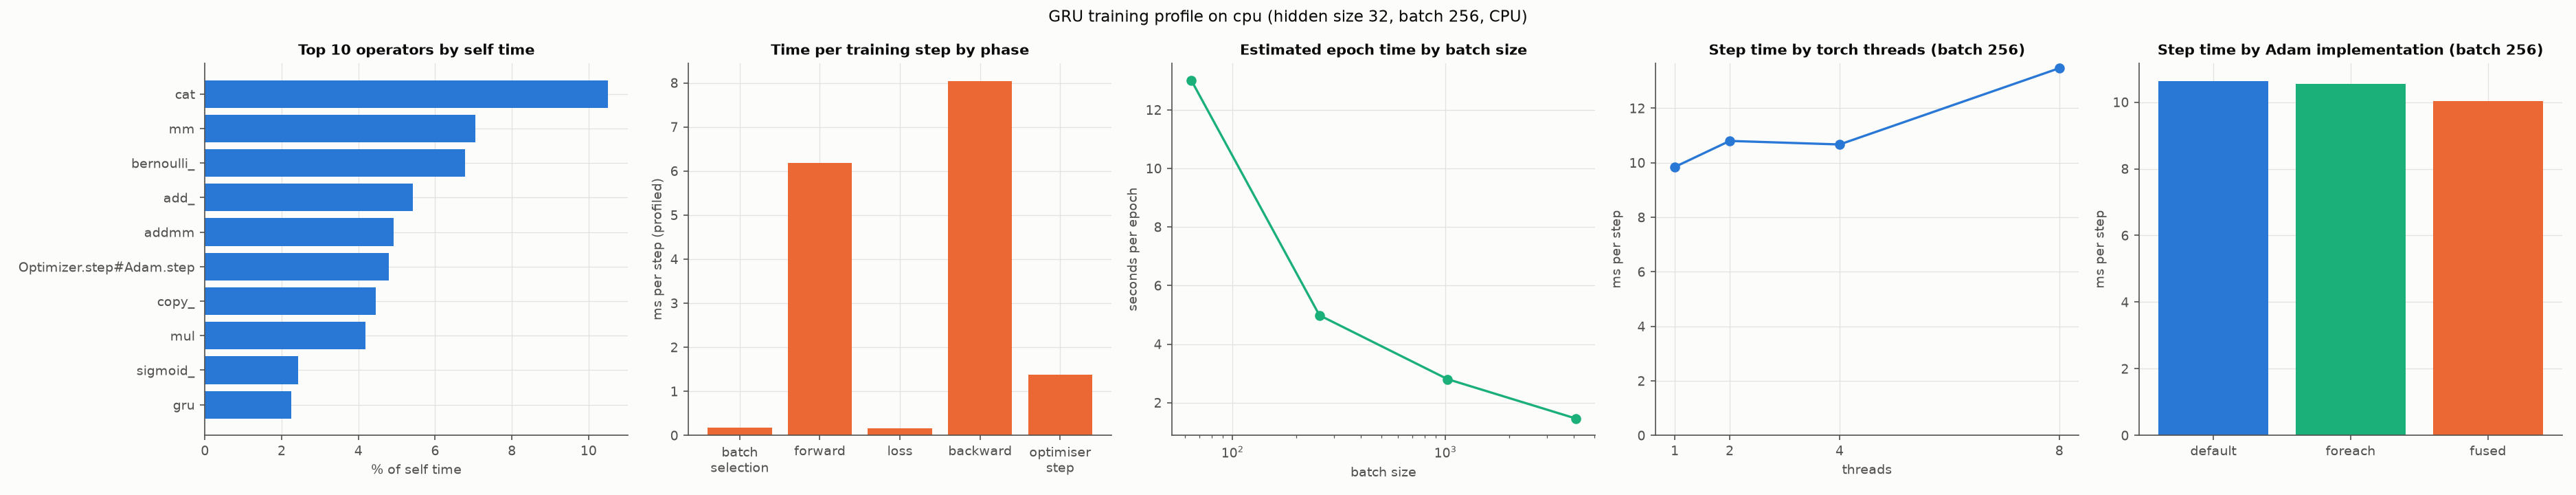 GRU training profile on cpu (hidden size 32, batch 256, CPU)
Top 10 operators by self time
cat
mm
bernoulli_
add_
addmm
Optimizer.step#Adam.step
copy_
mul
sigmoid_
gru
0 2 4 6 8 10
% of self time
Time per training step by phase
ms per step (profiled)
8
7
6
5
4
3
2
1
0
batch selection
forward
loss
backward
optimiser step
Estimated epoch time by batch size
seconds per epoch
12
10
8
6
4
2
10² 10³
batch size
Step time by torch threads (batch 256)
ms per step
12
10
8
6
4
2
0
1 2 4 8
threads
Step time by Adam implementation (batch 256)
ms per step
10
8
6
4
2
0
default foreach fused